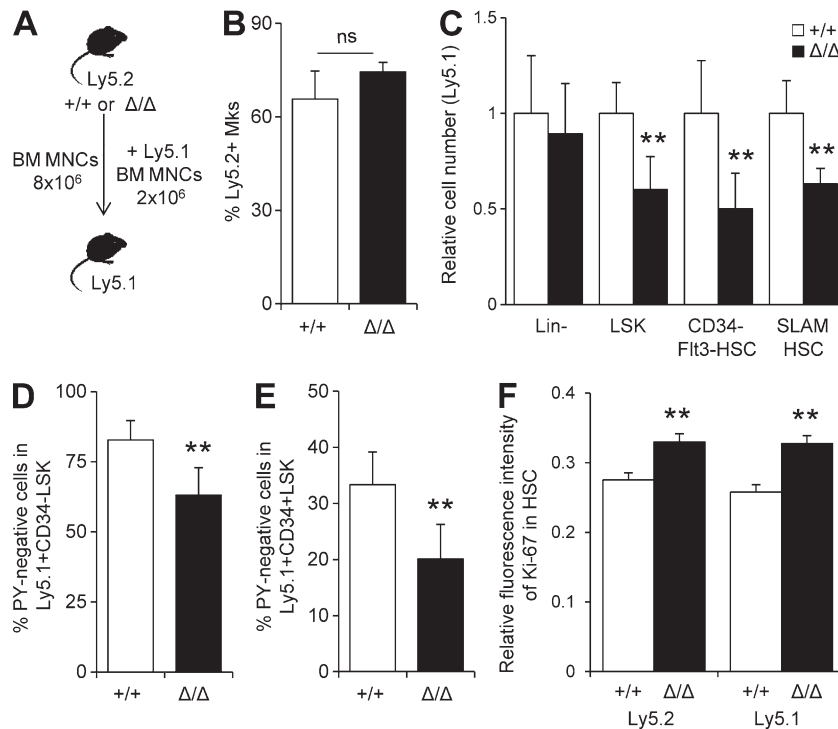 A
Ly5.2
+/+ or Δ/Δ
BM MNCs
8x10⁶
+ Ly5.1
BM MNCs
2x10⁶
Ly5.1
B
% Ly5.2+ Mks
90
60
30
0
ns
+/+
Δ/Δ
C
Relative cell number (Ly5.1)
1.5
1
0.5
0
+/+
Δ/Δ
**
**
**
Lin-
LSK
CD34-
Flt3-HSC
SLAM
HSC
D
% PY-negative cells in
Ly5.1+CD34-LSK
100
75
50
25
0
**
+/+
Δ/Δ
E
% PY-negative cells in
Ly5.1+CD34+LSK
50
40
30
20
10
0
**
+/+
Δ/Δ
F
Relative fluorescence intensity
of Ki-67 in HSC
0.4
0.3
0.2
0.1
0
**
**
+/+ Δ/Δ +/+ Δ/Δ
Ly5.2 Ly5.1